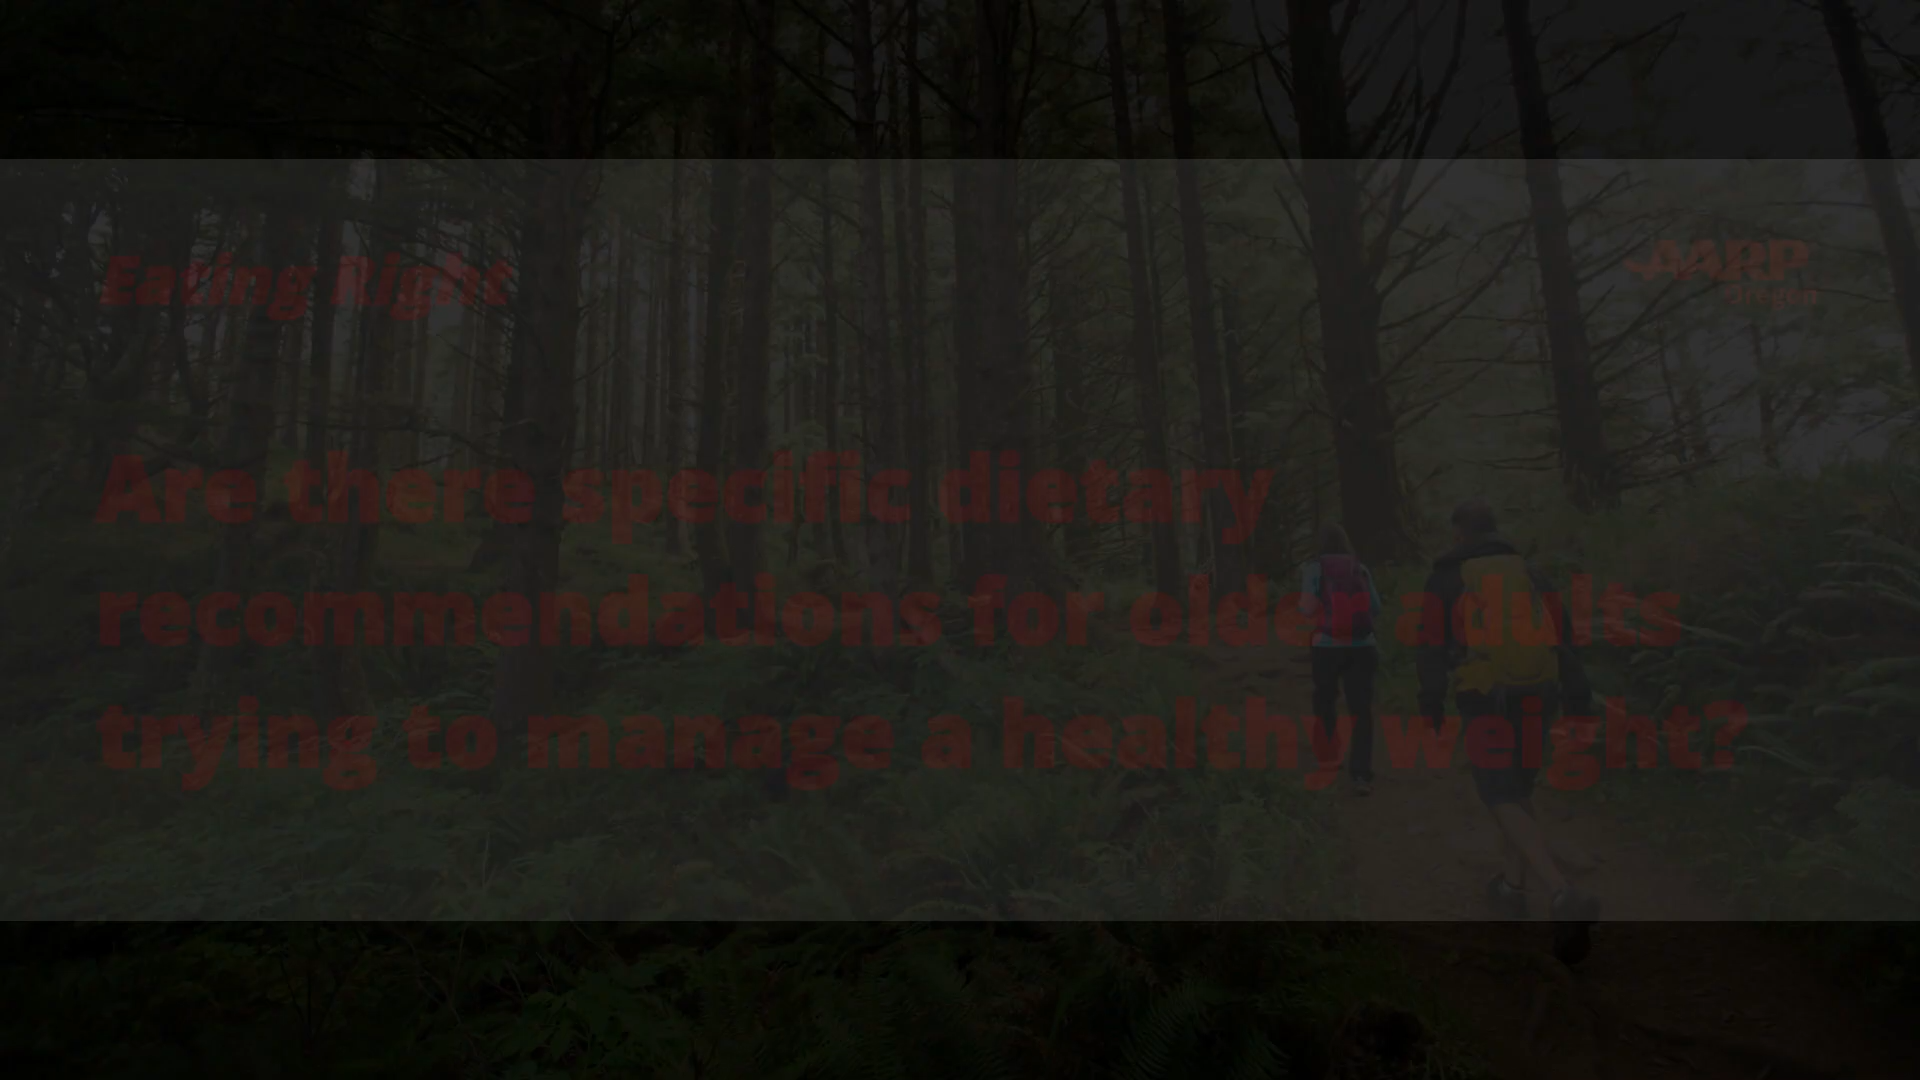 Eating Right
AARP
Oregon
Are there specific dietary
recommendations for older adults
trying to manage a healthy weight?